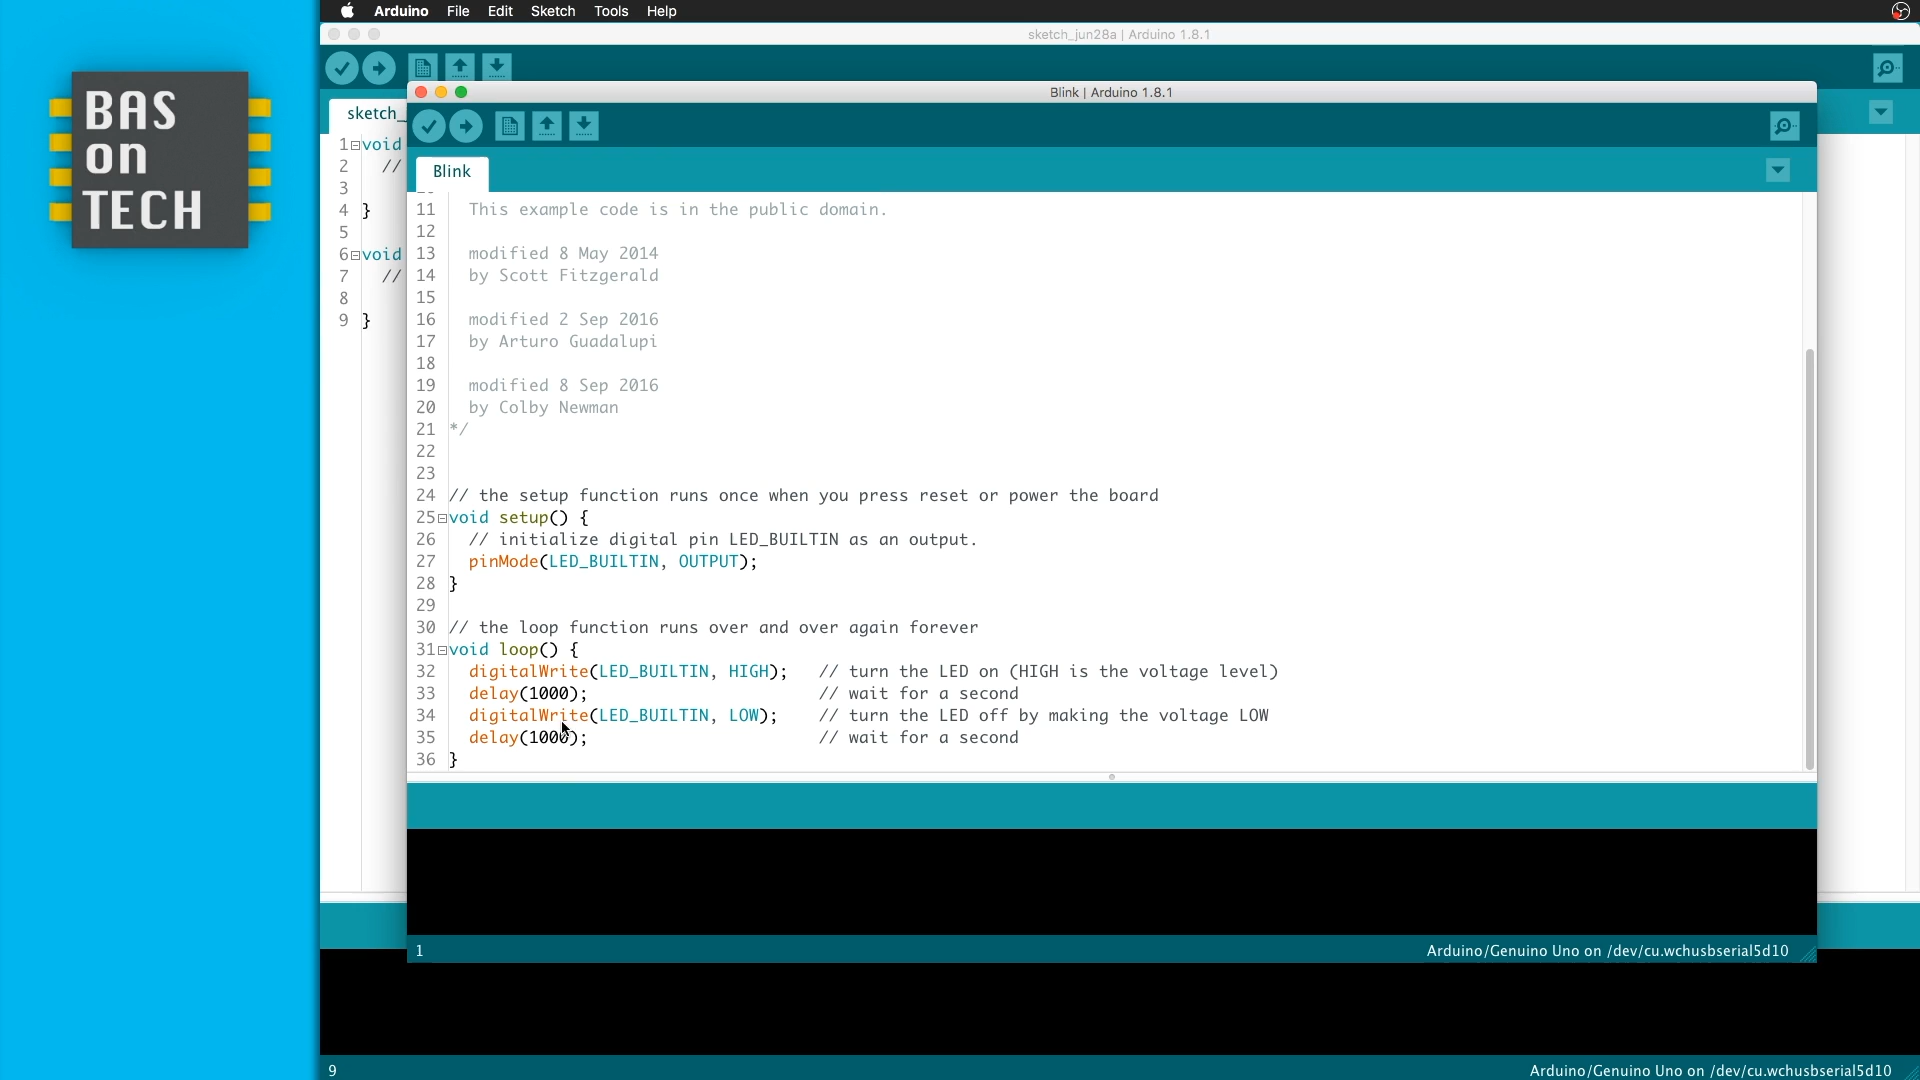 BAS
on
TECH
Arduino File Edit Sketch Tools Help
sketch_jun28a | Arduino 1.8.1
sketch_
1 void
2 //
3
4 }
5
6 void
7 //
8
9 }
Blink | Arduino 1.8.1
Blink
11 This example code is in the public domain.
12
13 modified 8 May 2014
14 by Scott Fitzgerald
15
16 modified 2 Sep 2016
17 by Arturo Guadalupi
18
19 modified 8 Sep 2016
20 by Colby Newman
21 */
22
23
24 // the setup function runs once when you press reset or power the board
25 void setup() {
26 // initialize digital pin LED_BUILTIN as an output.
27 pinMode(LED_BUILTIN, OUTPUT);
28 }
29
30 // the loop function runs over and over again forever
31 void loop() {
32 digitalWrite(LED_BUILTIN, HIGH); // turn the LED on (HIGH is the voltage level)
33 delay(1000); // wait for a second
34 digitalWrite(LED_BUILTIN, LOW); // turn the LED off by making the voltage LOW
35 delay(1000); // wait for a second
36 }
1 Arduino/Genuino Uno on /dev/cu.wchusbserial5d10
9 Arduino/Genuino Uno on /dev/cu.wchusbserial5d10